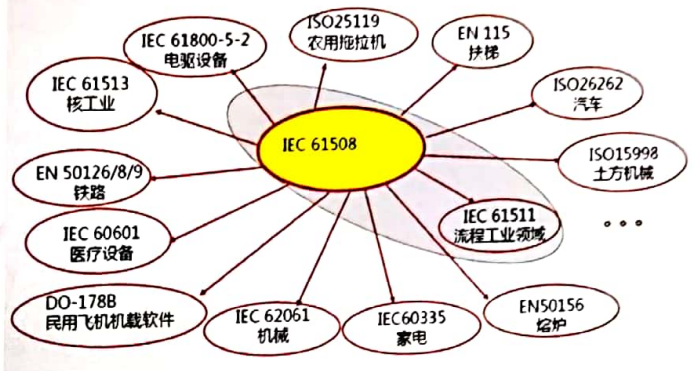 ISO25119
农用拖拉机
EN 115
扶梯
IEC 61800-5-2
电驱设备
ISO26262
汽车
IEC 61513
核工业
IEC 61508
ISO15998
土方机械
EN 50126/8/9
铁路
IEC 61511
流程工业领域
IEC 60601
医疗设备
DO-178B
民用飞机机载软件
IEC 62061
机械
IEC60335
家电
EN50156
熔炉